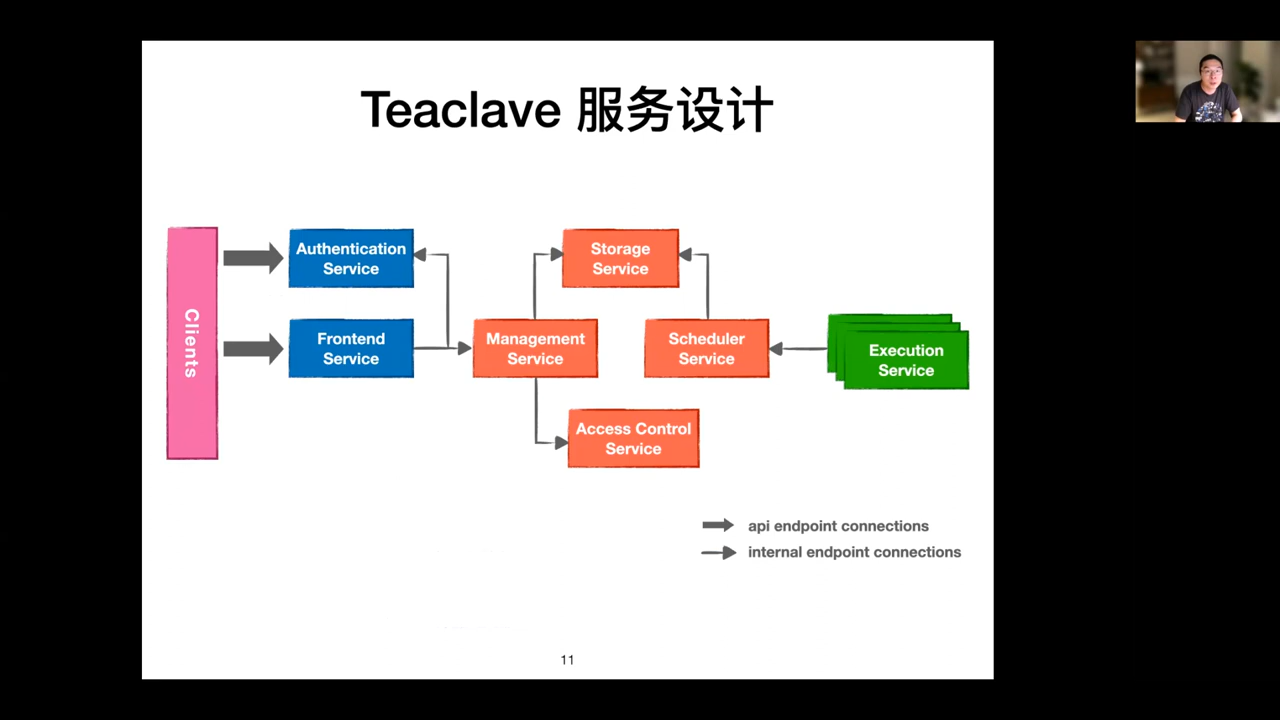 Teaclave 服务设计
Clients
Authentication
Service
Frontend
Service
Management
Service
Storage
Service
Scheduler
Service
Access Control
Service
Execution
Service
api endpoint connections
internal endpoint connections
11